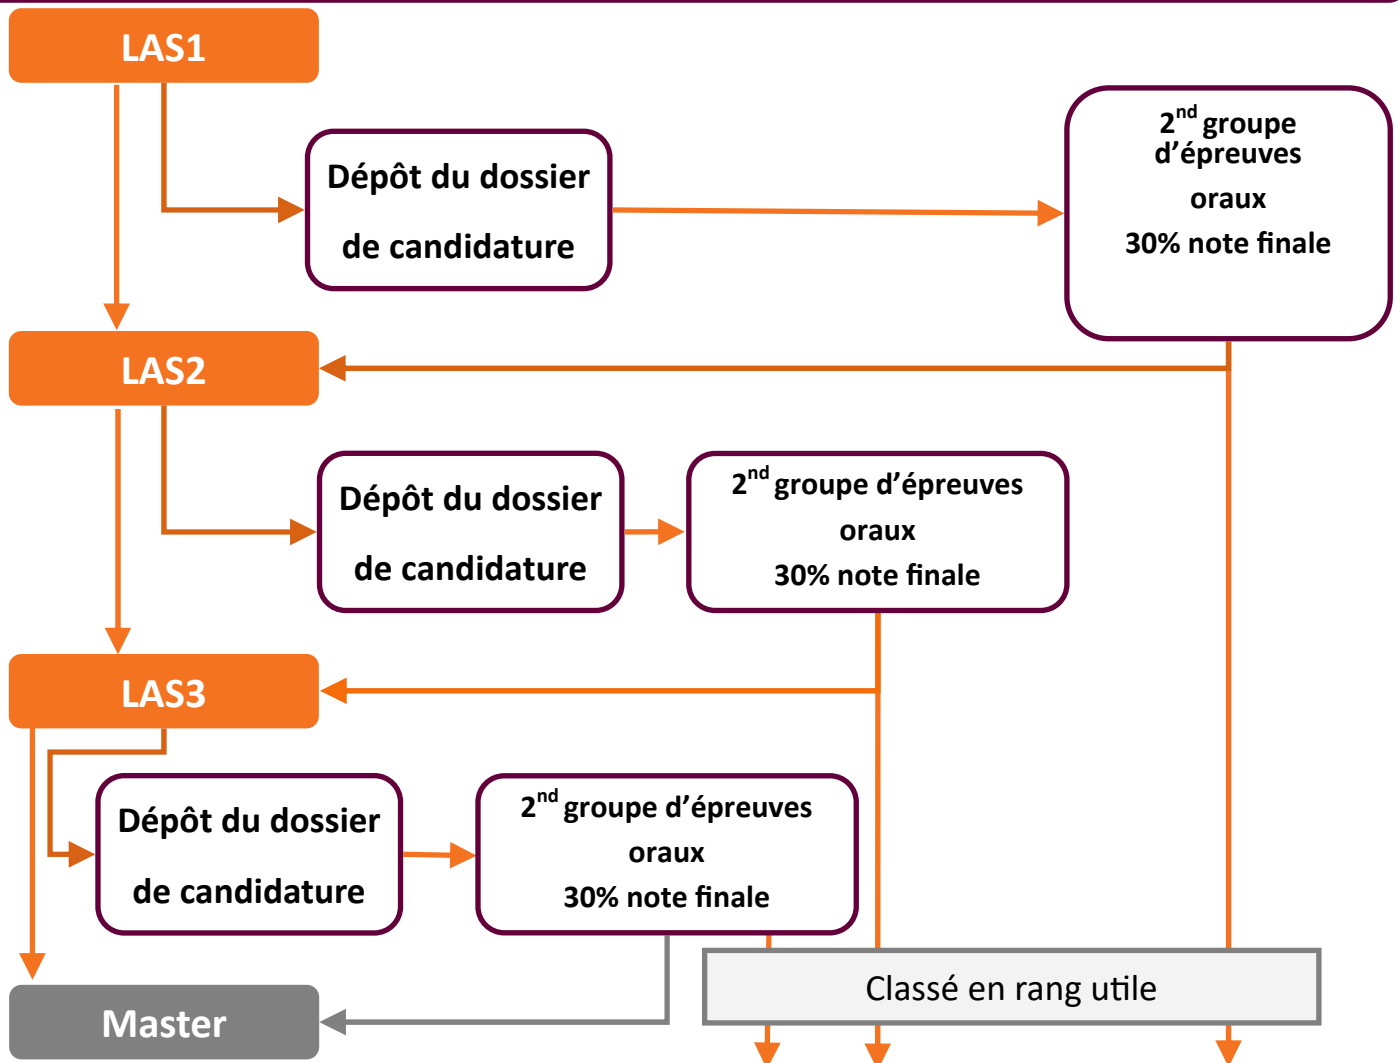 LAS1
Dépôt du dossier
de candidature
2nd groupe
d'épreuves
oraux
30% note finale
LAS2
Dépôt du dossier
de candidature
2nd groupe d'épreuves
oraux
30% note finale
LAS3
Dépôt du dossier
de candidature
2nd groupe d'épreuves
oraux
30% note finale
Classé en rang utile
Master